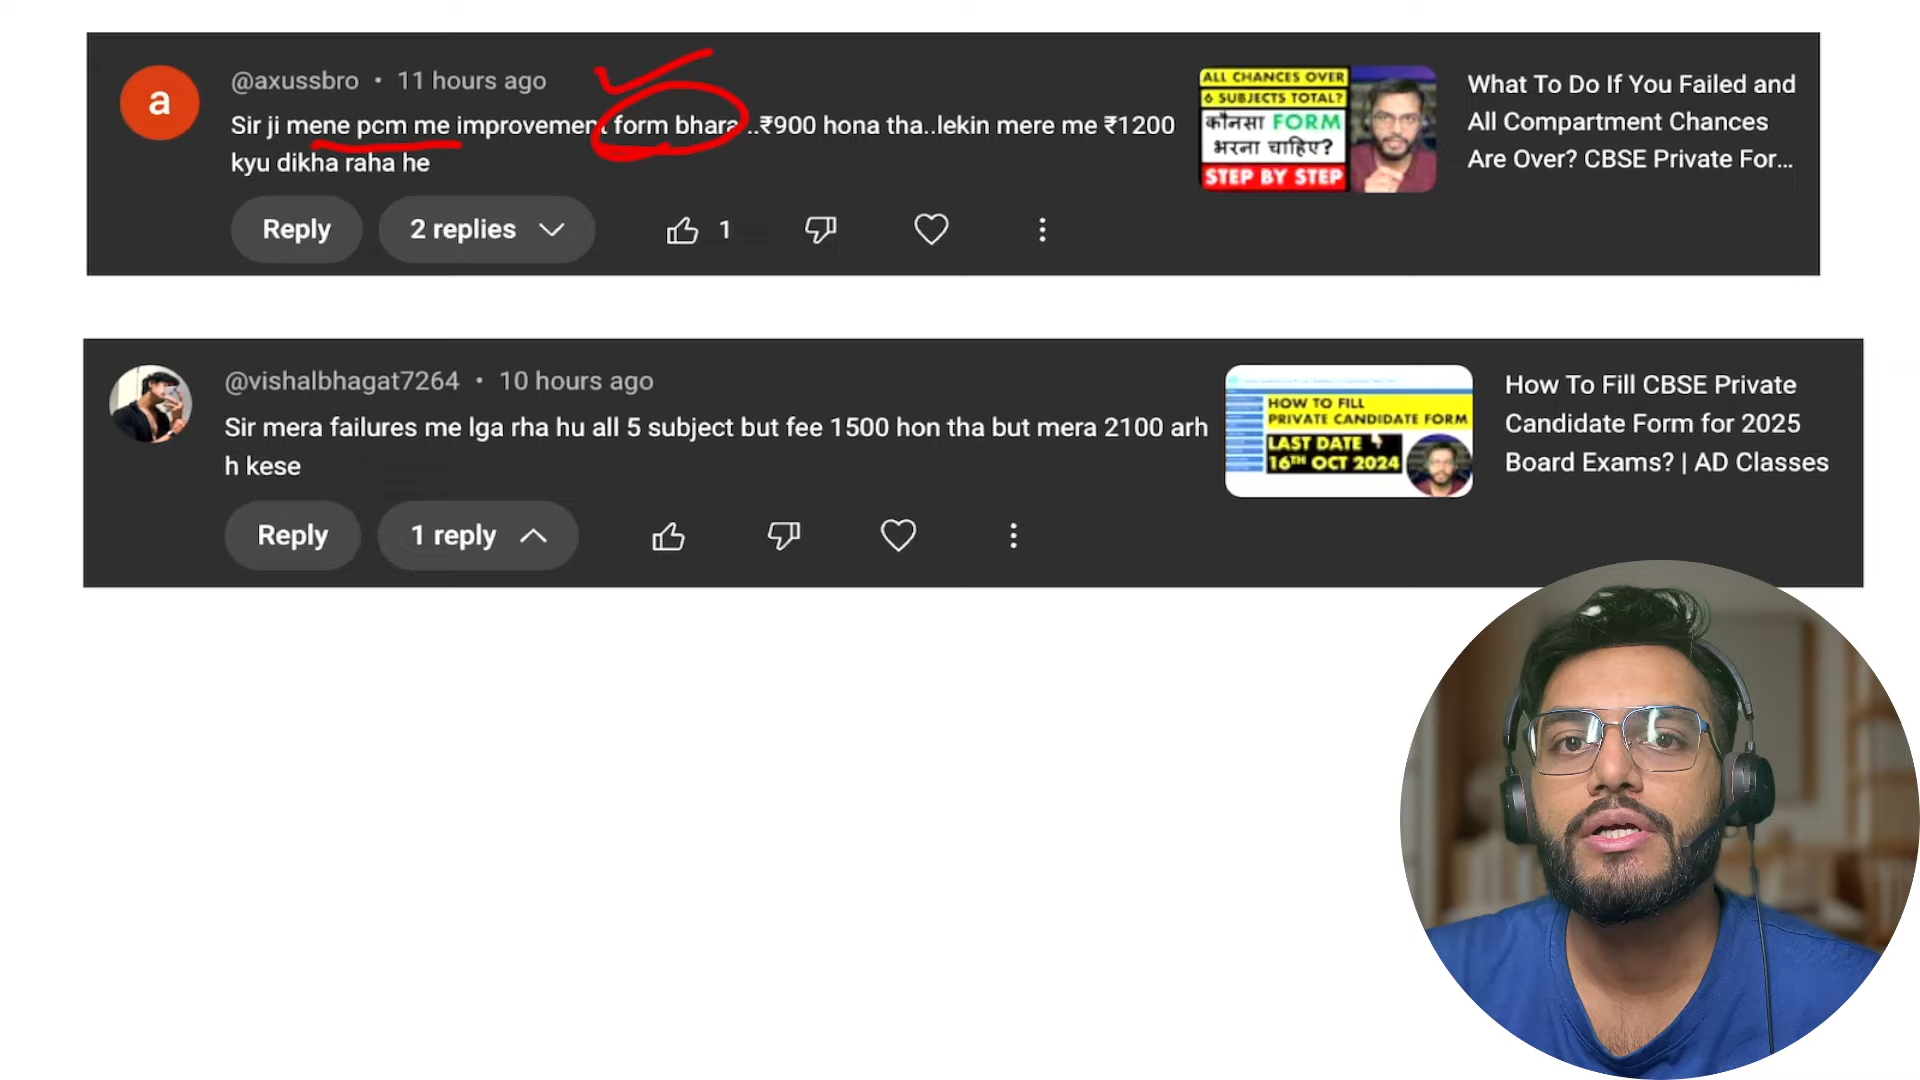 a
@axussbro • 11 hours ago
Sir ji mene pcm me improvement form bhara ..₹900 hona tha..lekin mere me ₹1200
kyu dikha raha he
Reply
2 replies
1
ALL CHANCES OVER
6 SUBJECTS TOTAL?
कौनसा FORM
भरना चाहिए?
STEP BY STEP
What To Do If You Failed and
All Compartment Chances
Are Over? CBSE Private For...
@vishalbhagat7264 • 10 hours ago
Sir mera failures me lga rha hu all 5 subject but fee 1500 hon tha but mera 2100 arh
h kese
Reply
1 reply
HOW TO FILL
PRIVATE CANDIDATE FORM
LAST DATE
16TH OCT 2024
How To Fill CBSE Private
Candidate Form for 2025
Board Exams? | AD Classes